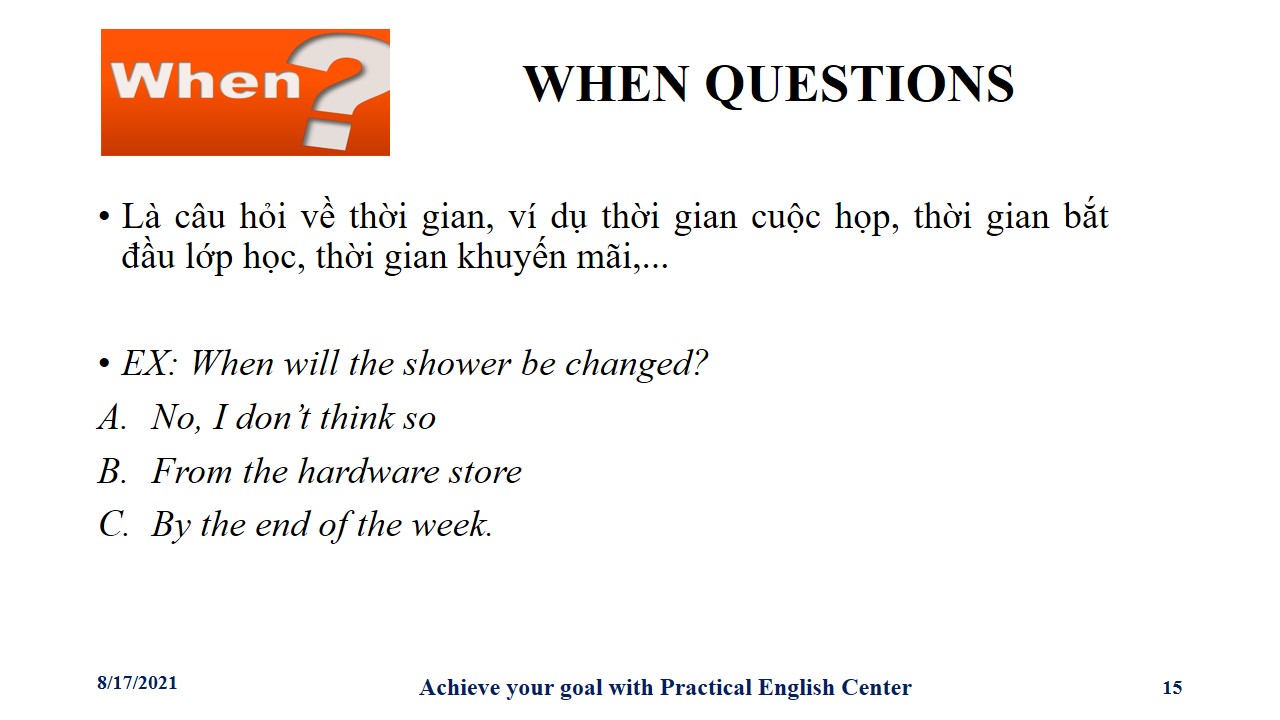 When?
WHEN QUESTIONS
• Là câu hỏi về thời gian, ví dụ thời gian cuộc họp, thời gian bắt
đầu lớp học, thời gian khuyến mãi,...
• EX: When will the shower be changed?
A. No, I don’t think so
B. From the hardware store
C. By the end of the week.
8/17/2021
Achieve your goal with Practical English Center
15